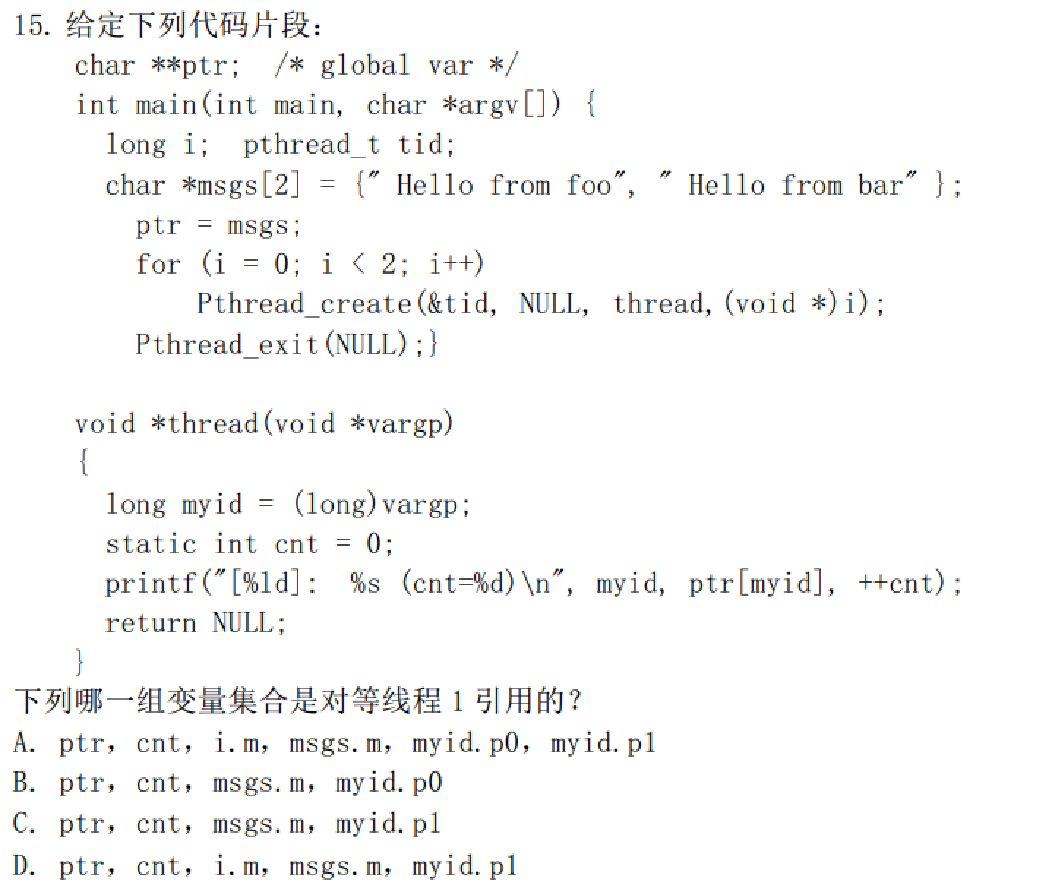 15. 给定下列代码片段：
char **ptr;  /* global var */
int main(int main, char *argv[]) {
long i;  pthread_t tid;
char *msgs[2] = {" Hello from foo", " Hello from bar" };
ptr = msgs;
for (i = 0; i < 2; i++)
Pthread_create(&tid, NULL, thread,(void *)i);
Pthread_exit(NULL);}
void *thread(void *vargp)
{
long myid = (long)vargp;
static int cnt = 0;
printf("[%ld]:  %s (cnt=%d)\n", myid, ptr[myid], ++cnt);
return NULL;
}
下列哪一组变量集合是对等线程 1 引用的？
A. ptr，cnt，i.m，msgs.m，myid.p0，myid.p1
B. ptr，cnt，msgs.m，myid.p0
C. ptr，cnt，msgs.m，myid.p1
D. ptr，cnt，i.m，msgs.m，myid.p1